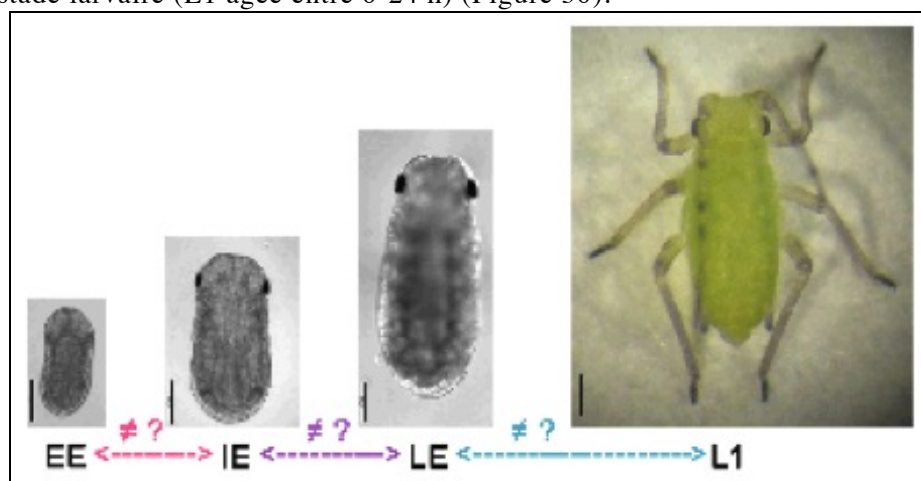 stade larvaire (L1 âgée entre 0-24 h) (Figure 30).
≠ ? ≠ ? ≠ ?
EE IE LE L1